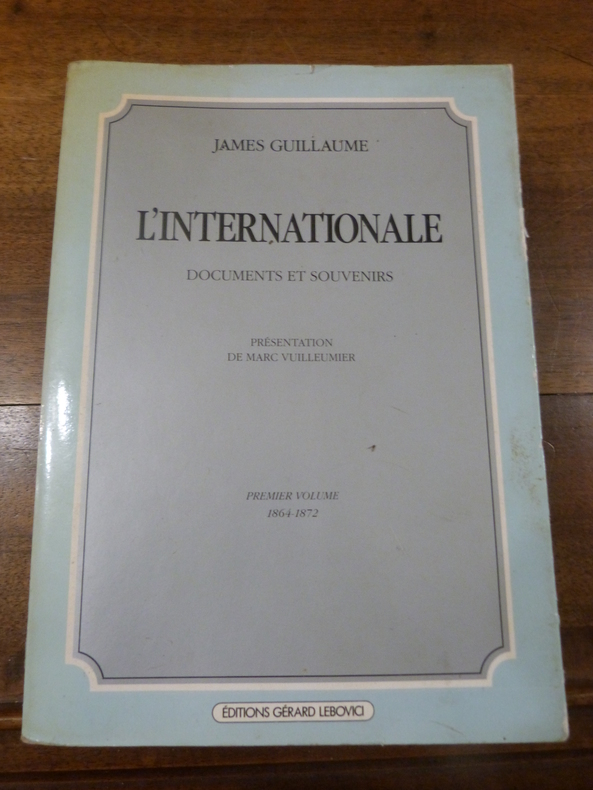 JAMES GUILLAUME
L'INTERNATIONALE
DOCUMENTS ET SOUVENIRS
PRÉSENTATION
DE MARC VUILLEUMIER
PREMIER VOLUME
1864-1872
ÉDITIONS GÉRARD LEBOVICI